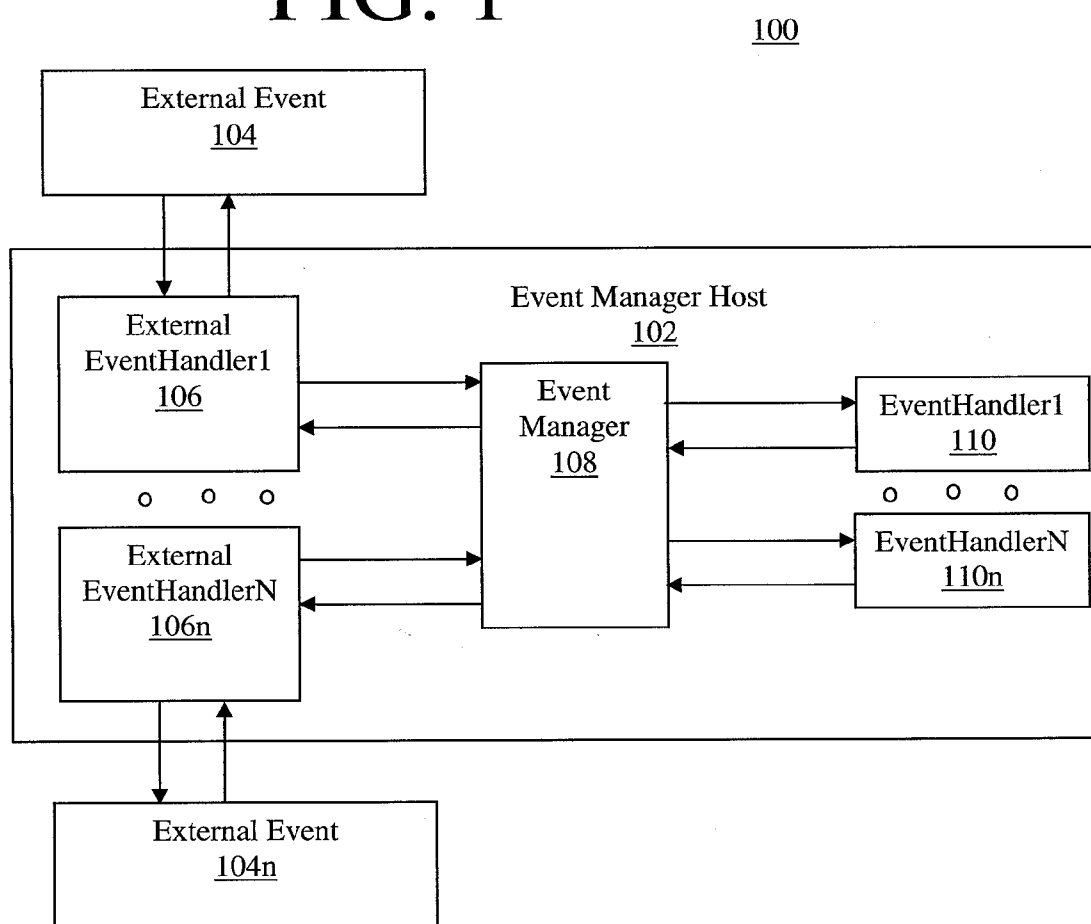 FIG. 1
100
External Event
104
Event Manager Host
102
External
EventHandler1
106
Event
Manager
108
EventHandler1
110
External
EventHandlerN
106n
EventHandlerN
110n
External Event
104n